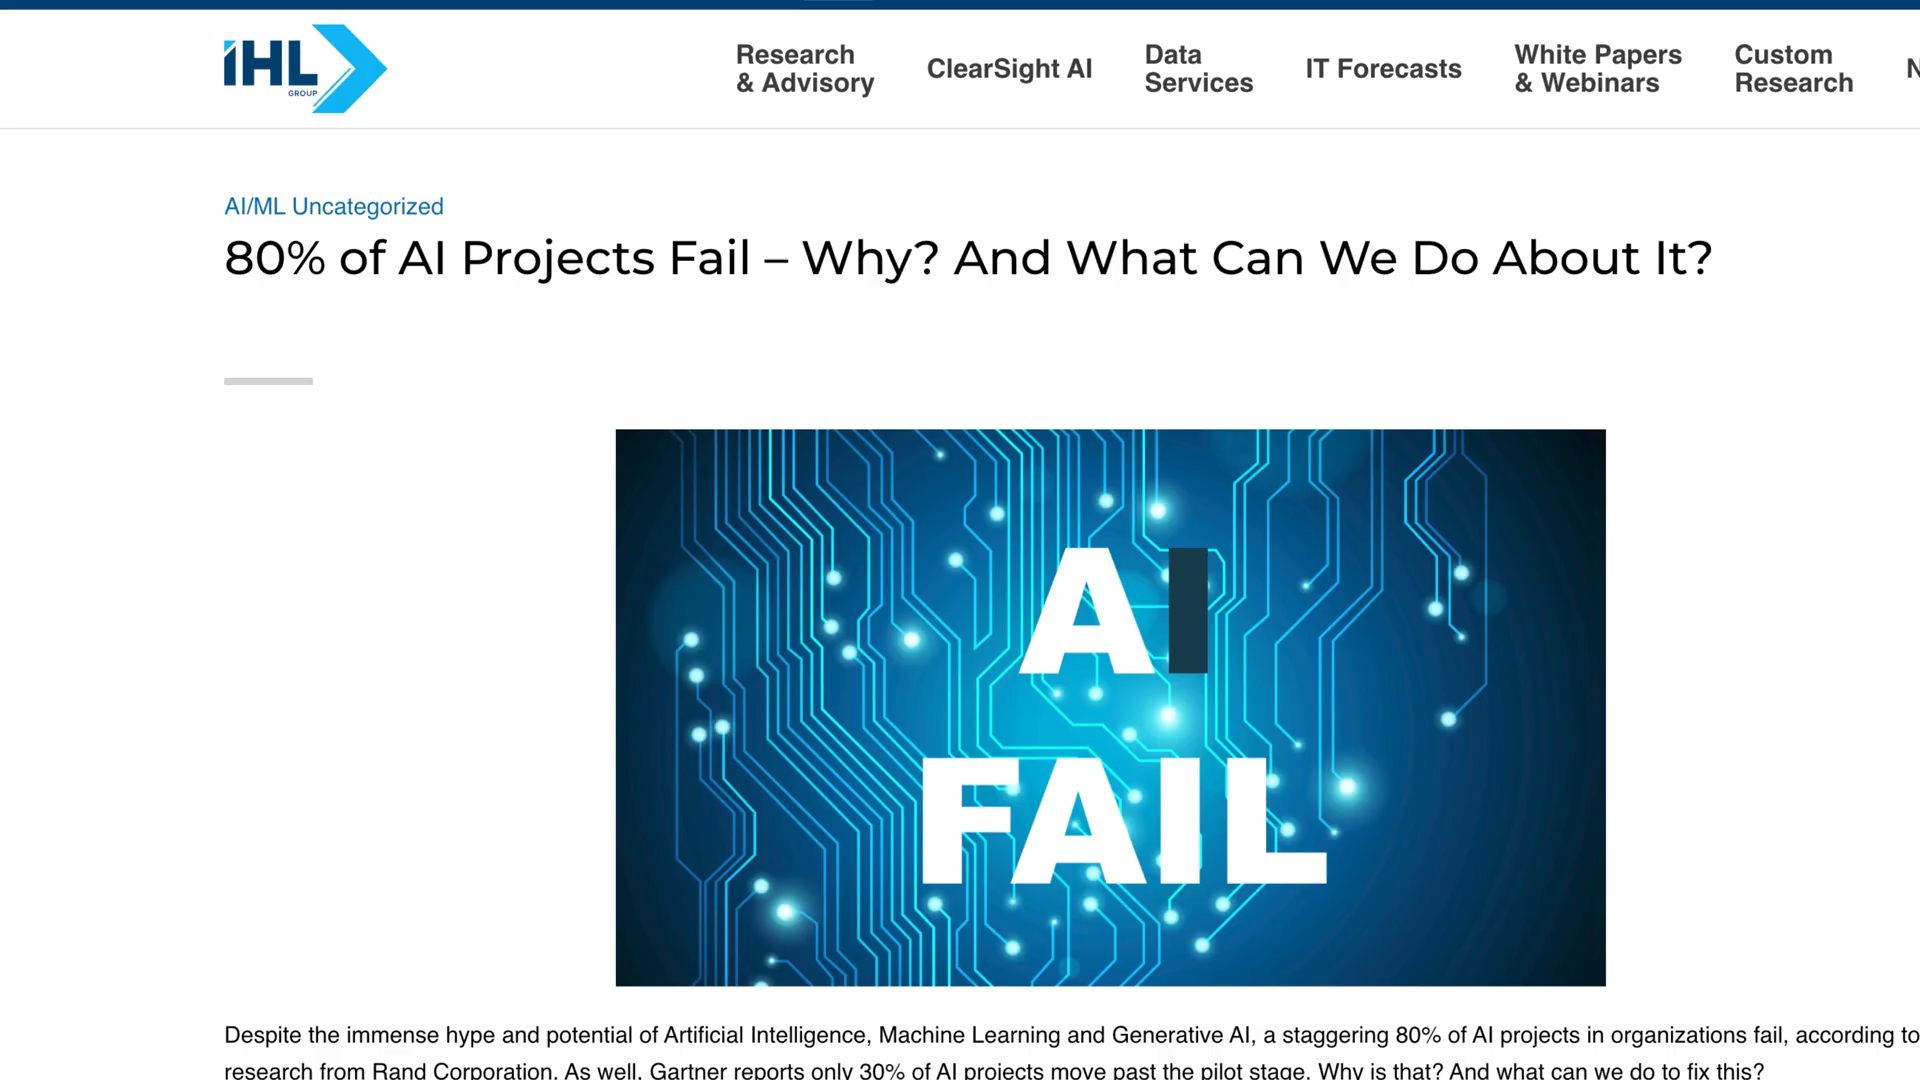 IHL
GROUP
Research
& Advisory
ClearSight AI
Data
Services
IT Forecasts
White Papers
& Webinars
Custom
Research
AI/ML Uncategorized
80% of AI Projects Fail – Why? And What Can We Do About It?
AI
FAIL
Despite the immense hype and potential of Artificial Intelligence, Machine Learning and Generative AI, a staggering 80% of AI projects in organizations fail, according to
research from Rand Corporation. As well, Gartner reports only 30% of AI projects move past the pilot stage. Why is that? And what can we do to fix this?